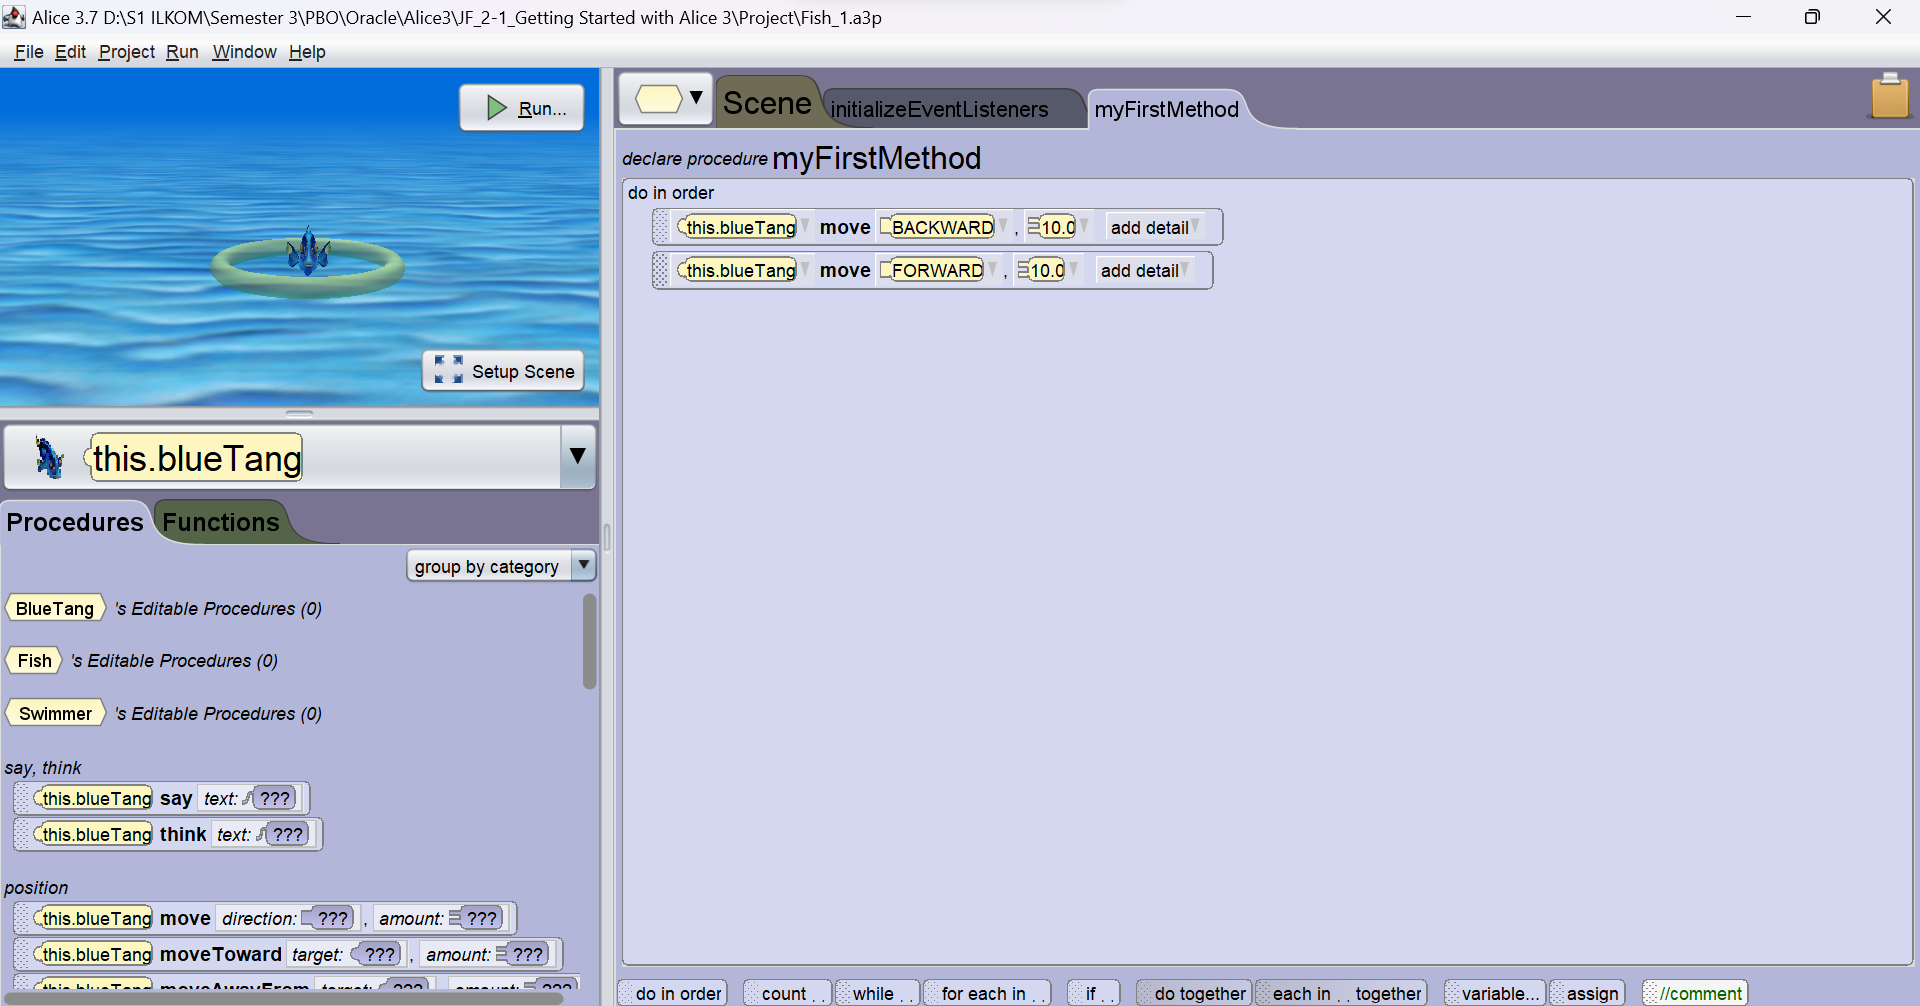 Alice 3.7 D:\S1 ILKOM\Semester 3\PBO\Oracle\Alice3\JF_2-1_Getting Started with Alice 3\Project\Fish_1.a3p
File Edit Project Run Window Help
Run...
Setup Scene
this.blueTang
Procedures Functions
group by category
BlueTang 's Editable Procedures (0)
Fish 's Editable Procedures (0)
Swimmer 's Editable Procedures (0)
say, think
this.blueTang say text: ???
this.blueTang think text: ???
position
this.blueTang move direction: ??? , amount: ???
this.blueTang moveToward target: ??? , amount: ???
this.blueTang moveAwayFrom target: ??? , amount: ???
Scene initializeEventListeners myFirstMethod
declare procedure myFirstMethod
do in order
this.blueTang move BACKWARD , 10.0 add detail
this.blueTang move FORWARD , 10.0 add detail
do in order count . . while . . for each in . . if . . do together each in . . together variable... assign //comment